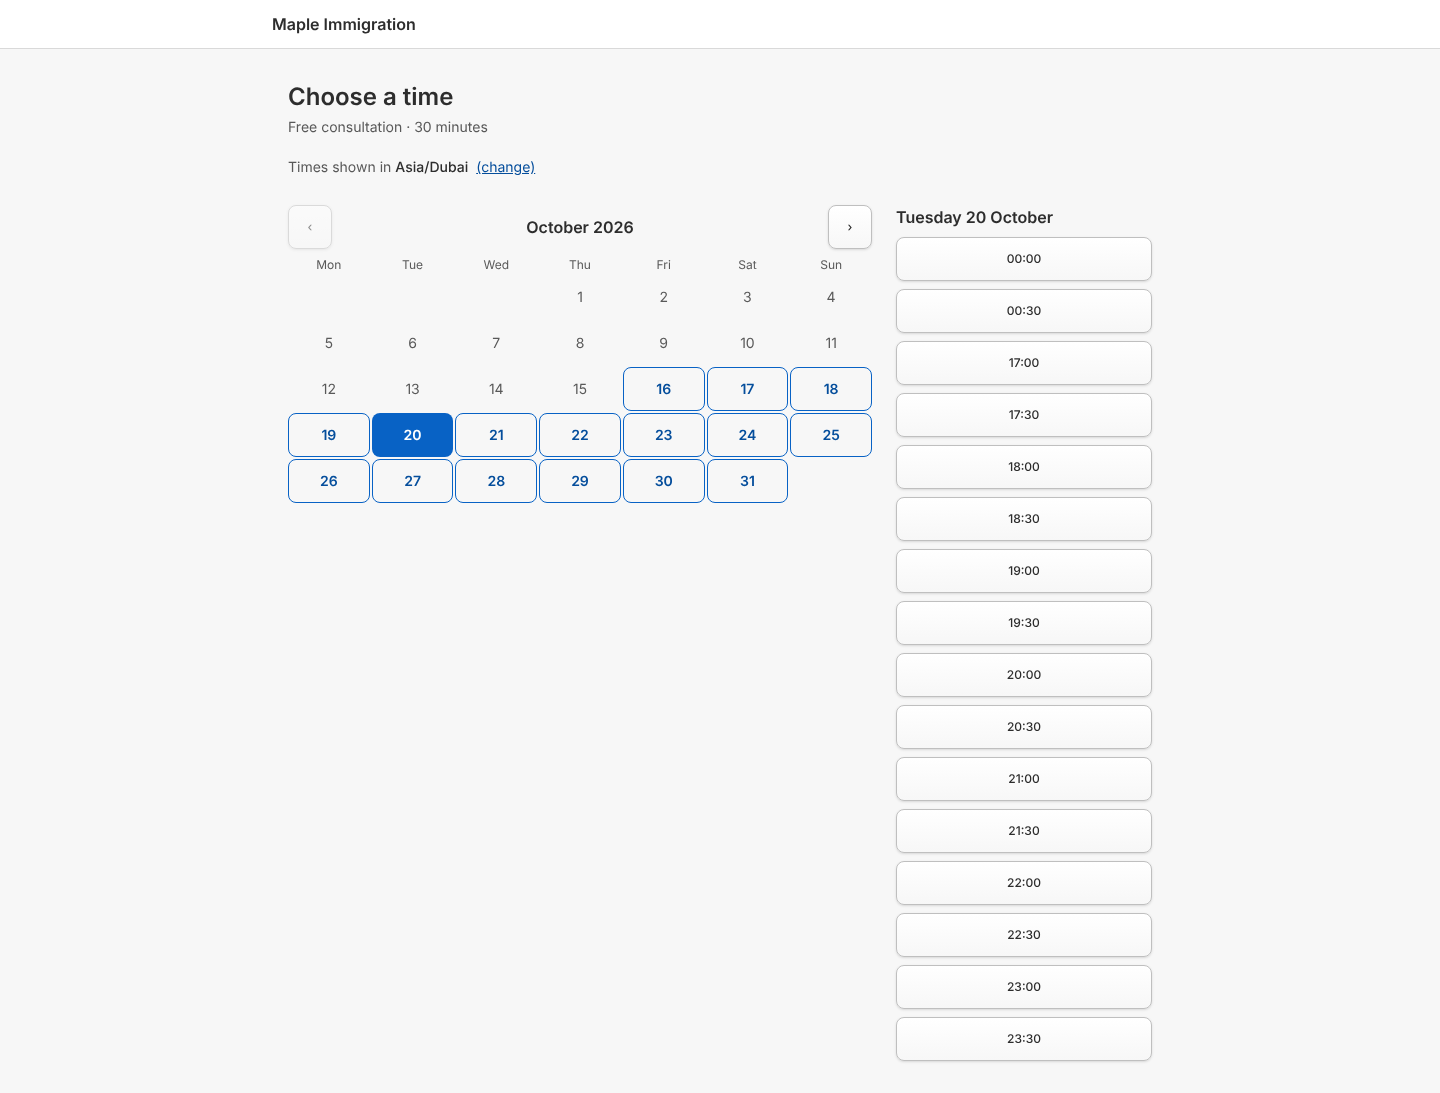 Maple Immigration
Choose a time
Free consultation · 30 minutes
Times shown in Asia/Dubai (change)
‹ October 2026 ›
Mon Tue Wed Thu Fri Sat Sun
1 2 3 4
5 6 7 8 9 10 11
12 13 14 15 16 17 18
19 20 21 22 23 24 25
26 27 28 29 30 31
Tuesday 20 October
00:00
00:30
17:00
17:30
18:00
18:30
19:00
19:30
20:00
20:30
21:00
21:30
22:00
22:30
23:00
23:30